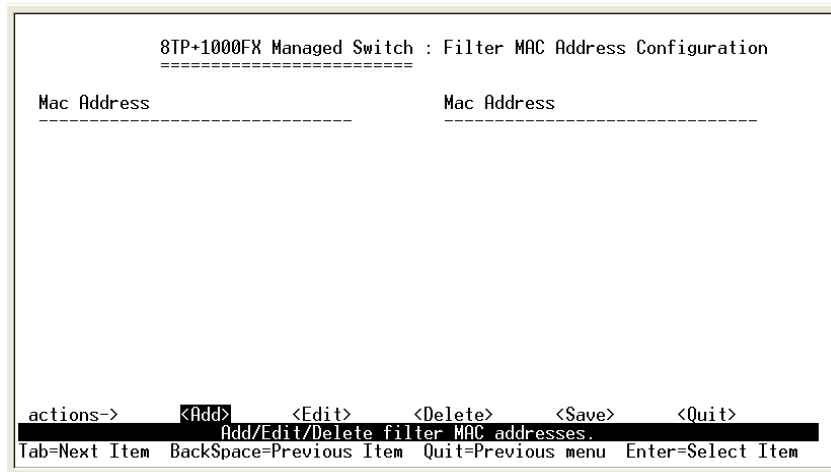 8TP+1000FX Managed Switch : Filter MAC Address Configuration
=========================
Mac Address Mac Address
------------------------------- -------------------------------
actions-> <Add> <Edit> <Delete> <Save> <Quit>
Add/Edit/Delete filter MAC addresses.
Tab=Next Item BackSpace=Previous Item Quit=Previous menu Enter=Select Item